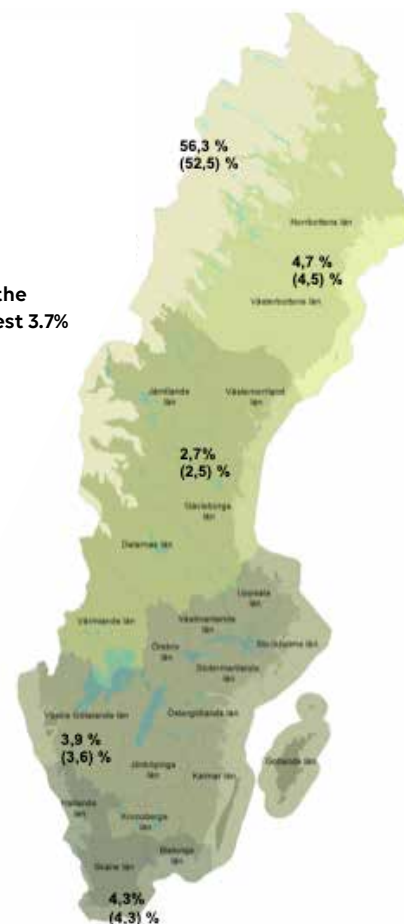 56,3 %
(52,5) %
Norrbottens län
the
est 3.7%
4,7 %
(4,5) %
Västerbottens län
Jämtlands
län
Västernorrland
län
2,7%
(2,5) %
Gävleborgs
län
Dalarnas län
Uppsala
län
Värmlands län
Västmanlands
län
Örebro
län
Stockholms län
Södermanlands
län
Västra Götalands län
Östergötlands län
3,9 %
(3,6) %
Jönköpings
län
Kalmar län
Gotlands län
Hallands
län
Kronobergs
län
Blekinge
län
Skåne län
4,3%
(4,3) %